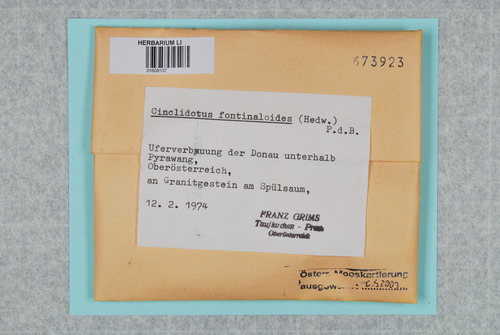 HERBARIUM LI
01608137
673923
Cinclidotus fontinaloides (Hedw.)
P.d.B.
Uferverbauung der Donau unterhalb
Pyrawang,
Oberösterreich,
an Granitgestein am Spülsaum,
12. 2. 1974
FRANZ GRIMS
Taufkirchen - Pram
Oberösterreich
Österr. Mooskartierung